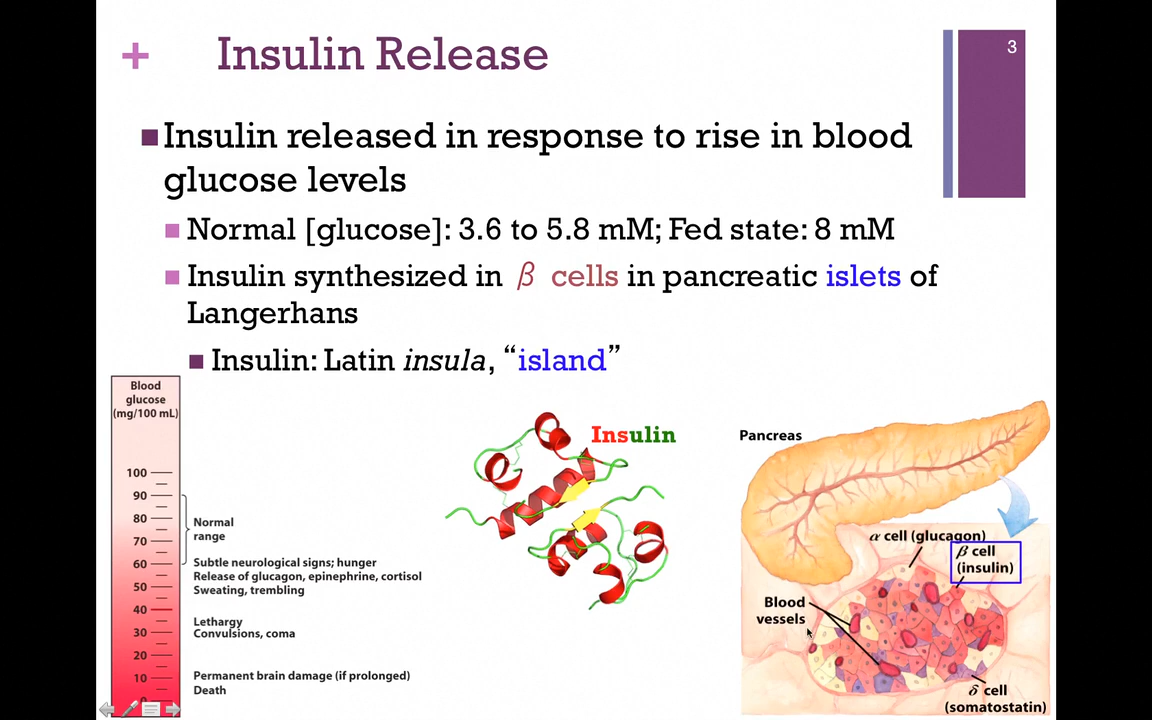 3
+ Insulin Release
Insulin released in response to rise in blood
glucose levels
Normal [glucose]: 3.6 to 5.8 mM; Fed state: 8 mM
Insulin synthesized in β cells in pancreatic islets of
Langerhans
Insulin: Latin insula, “island”
Blood
glucose
(mg/100 mL)
100
90
80
70
60
50
40
30
20
10
0
Normal
range
Subtle neurological signs; hunger
Release of glucagon, epinephrine, cortisol
Sweating, trembling
Lethargy
Convulsions, coma
Permanent brain damage (if prolonged)
Death
Insulin
Pancreas
α cell (glucagon)
β cell
(insulin)
Blood
vessels
δ cell
(somatostatin)